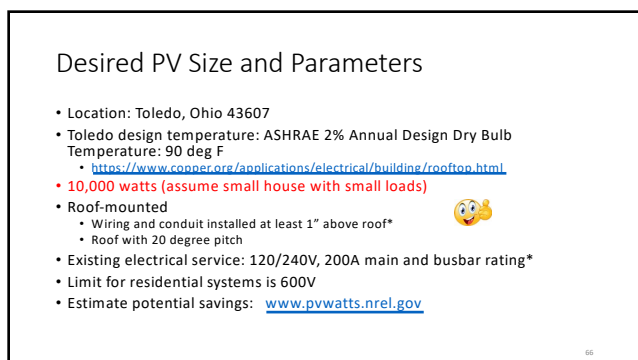 Desired PV Size and Parameters
• Location: Toledo, Ohio 43607
• Toledo design temperature: ASHRAE 2% Annual Design Dry Bulb
Temperature: 90 deg F
• https://www.copper.org/applications/electrical/building/rooftop.html
• 10,000 watts (assume small house with small loads)
• Roof-mounted
• Wiring and conduit installed at least 1” above roof*
• Roof with 20 degree pitch
• Existing electrical service: 120/240V, 200A main and busbar rating*
• Limit for residential systems is 600V
• Estimate potential savings: www.pvwatts.nrel.gov
66